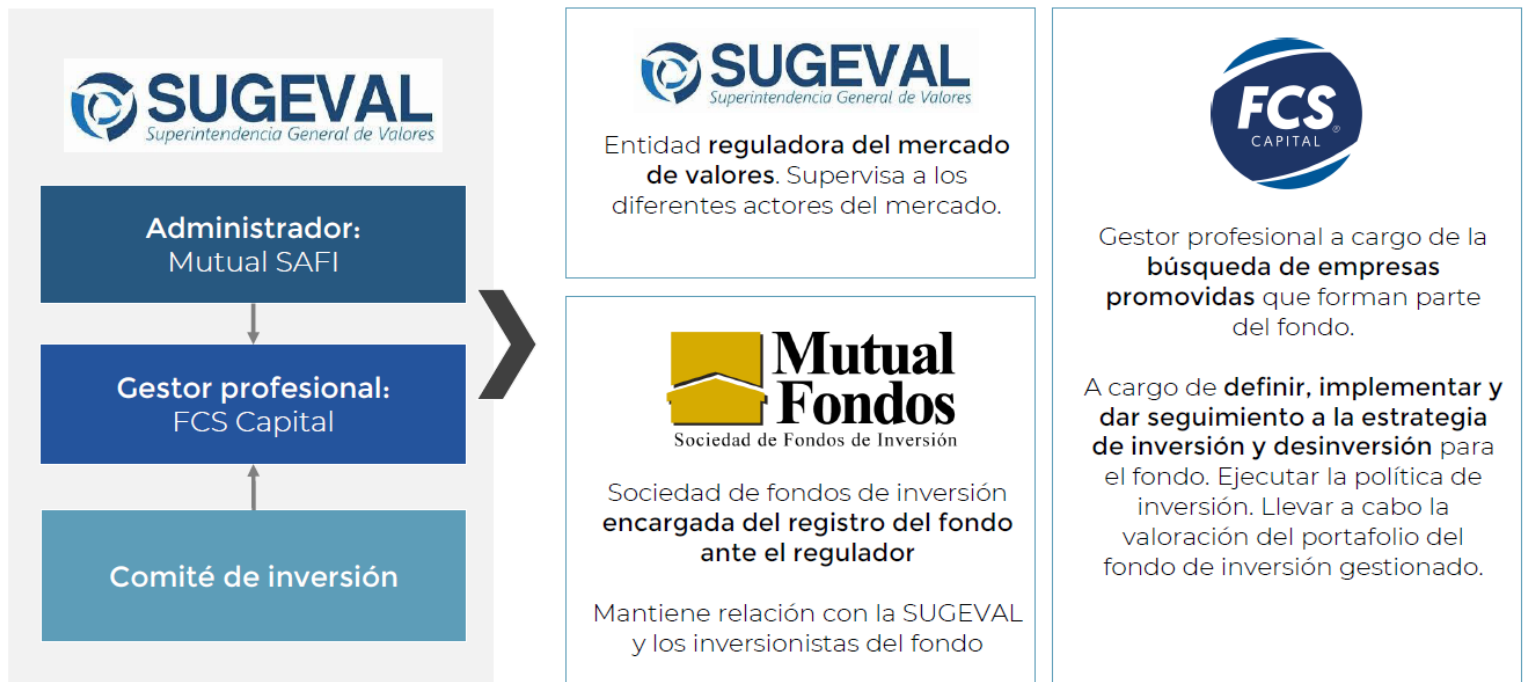 SUGEVAL
Superintendencia General de Valores
Administrador:
Mutual SAFI
Gestor profesional:
FCS Capital
Comité de inversión
SUGEVAL
Superintendencia General de Valores
Entidad reguladora del mercado
de valores. Supervisa a los
diferentes actores del mercado.
Mutual
Fondos
Sociedad de Fondos de Inversión
Sociedad de fondos de inversión
encargada del registro del fondo
ante el regulador
Mantiene relación con la SUGEVAL
y los inversionistas del fondo
FCS
CAPITAL®
Gestor profesional a cargo de la
búsqueda de empresas
promovidas que forman parte
del fondo.
A cargo de definir, implementar y
dar seguimiento a la estrategia
de inversión y desinversión para
el fondo. Ejecutar la política de
inversión. Llevar a cabo la
valoración del portafolio del
fondo de inversión gestionado.